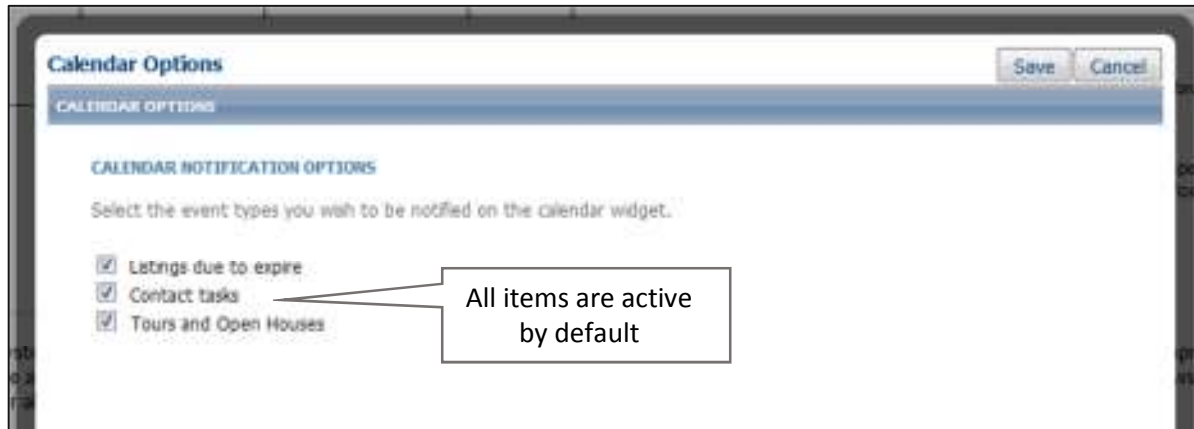 Calendar Options
Save
Cancel
CALENDAR OPTIONS
CALENDAR NOTIFICATION OPTIONS
Select the event types you wish to be notified on the calendar widget.
Listings due to expire
Contact tasks
Tours and Open Houses
All items are active
by default